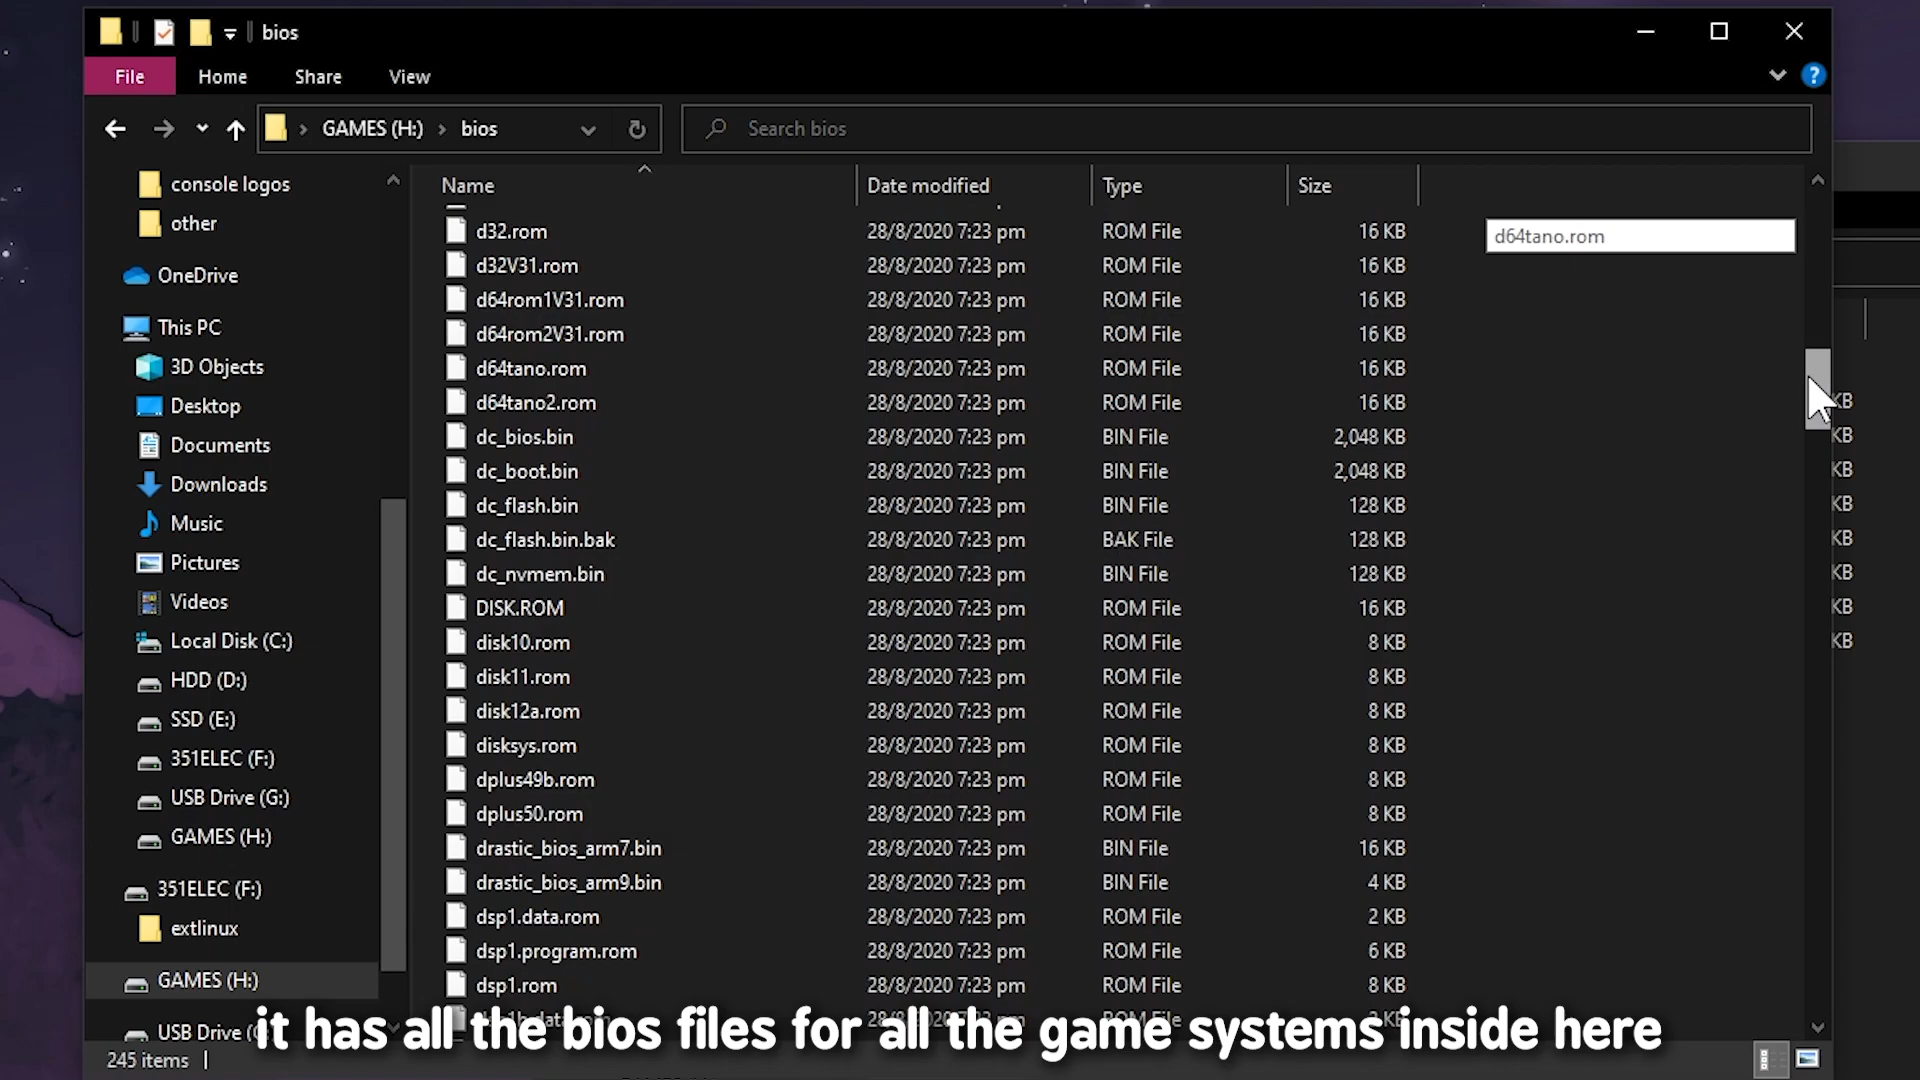 bios
File Home Share View
GAMES (H:) bios
Search bios
console logos
other
OneDrive
This PC
3D Objects
Desktop
Documents
Downloads
Music
Pictures
Videos
Local Disk (C:)
HDD (D:)
SSD (E:)
351ELEC (F:)
USB Drive (G:)
GAMES (H:)
351ELEC (F:)
extlinux
GAMES (H:)
USB Drive
Name Date modified Type Size
d32.rom 28/8/2020 7:23 pm ROM File 16 KB
d32V31.rom 28/8/2020 7:23 pm ROM File 16 KB
d64rom1V31.rom 28/8/2020 7:23 pm ROM File 16 KB
d64rom2V31.rom 28/8/2020 7:23 pm ROM File 16 KB
d64tano.rom 28/8/2020 7:23 pm ROM File 16 KB
d64tano2.rom 28/8/2020 7:23 pm ROM File 16 KB
dc_bios.bin 28/8/2020 7:23 pm BIN File 2,048 KB
dc_boot.bin 28/8/2020 7:23 pm BIN File 2,048 KB
dc_flash.bin 28/8/2020 7:23 pm BIN File 128 KB
dc_flash.bin.bak 28/8/2020 7:23 pm BAK File 128 KB
dc_nvmem.bin 28/8/2020 7:23 pm BIN File 128 KB
DISK.ROM 28/8/2020 7:23 pm ROM File 16 KB
disk10.rom 28/8/2020 7:23 pm ROM File 8 KB
disk11.rom 28/8/2020 7:23 pm ROM File 8 KB
disk12a.rom 28/8/2020 7:23 pm ROM File 8 KB
disksys.rom 28/8/2020 7:23 pm ROM File 8 KB
dplus49b.rom 28/8/2020 7:23 pm ROM File 8 KB
dplus50.rom 28/8/2020 7:23 pm ROM File 8 KB
drastic_bios_arm7.bin 28/8/2020 7:23 pm BIN File 16 KB
drastic_bios_arm9.bin 28/8/2020 7:23 pm BIN File 4 KB
dsp1.data.rom 28/8/2020 7:23 pm ROM File 2 KB
dsp1.program.rom 28/8/2020 7:23 pm ROM File 6 KB
dsp1.rom 28/8/2020 7:23 pm ROM File 8 KB
d64tano.rom
KB
KB
KB
KB
KB
KB
KB
KB
it has all the bios files for all the game systems inside here
245 items